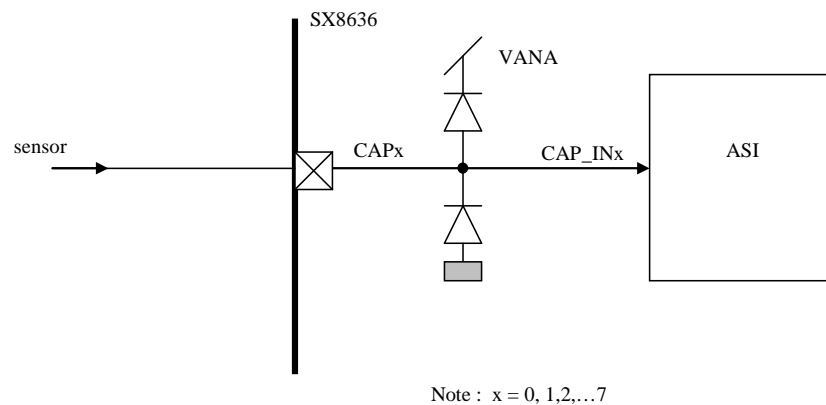 SX8636
VANA
sensor
CAPx
CAP_INx
ASI
Note : x = 0, 1,2,…7